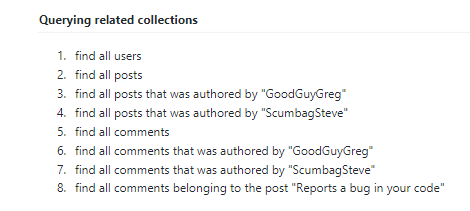 Querying related collections
1. find all users
2. find all posts
3. find all posts that was authored by "GoodGuyGreg"
4. find all posts that was authored by "ScumbagSteve"
5. find all comments
6. find all comments that was authored by "GoodGuyGreg"
7. find all comments that was authored by "ScumbagSteve"
8. find all comments belonging to the post "Reports a bug in your code"